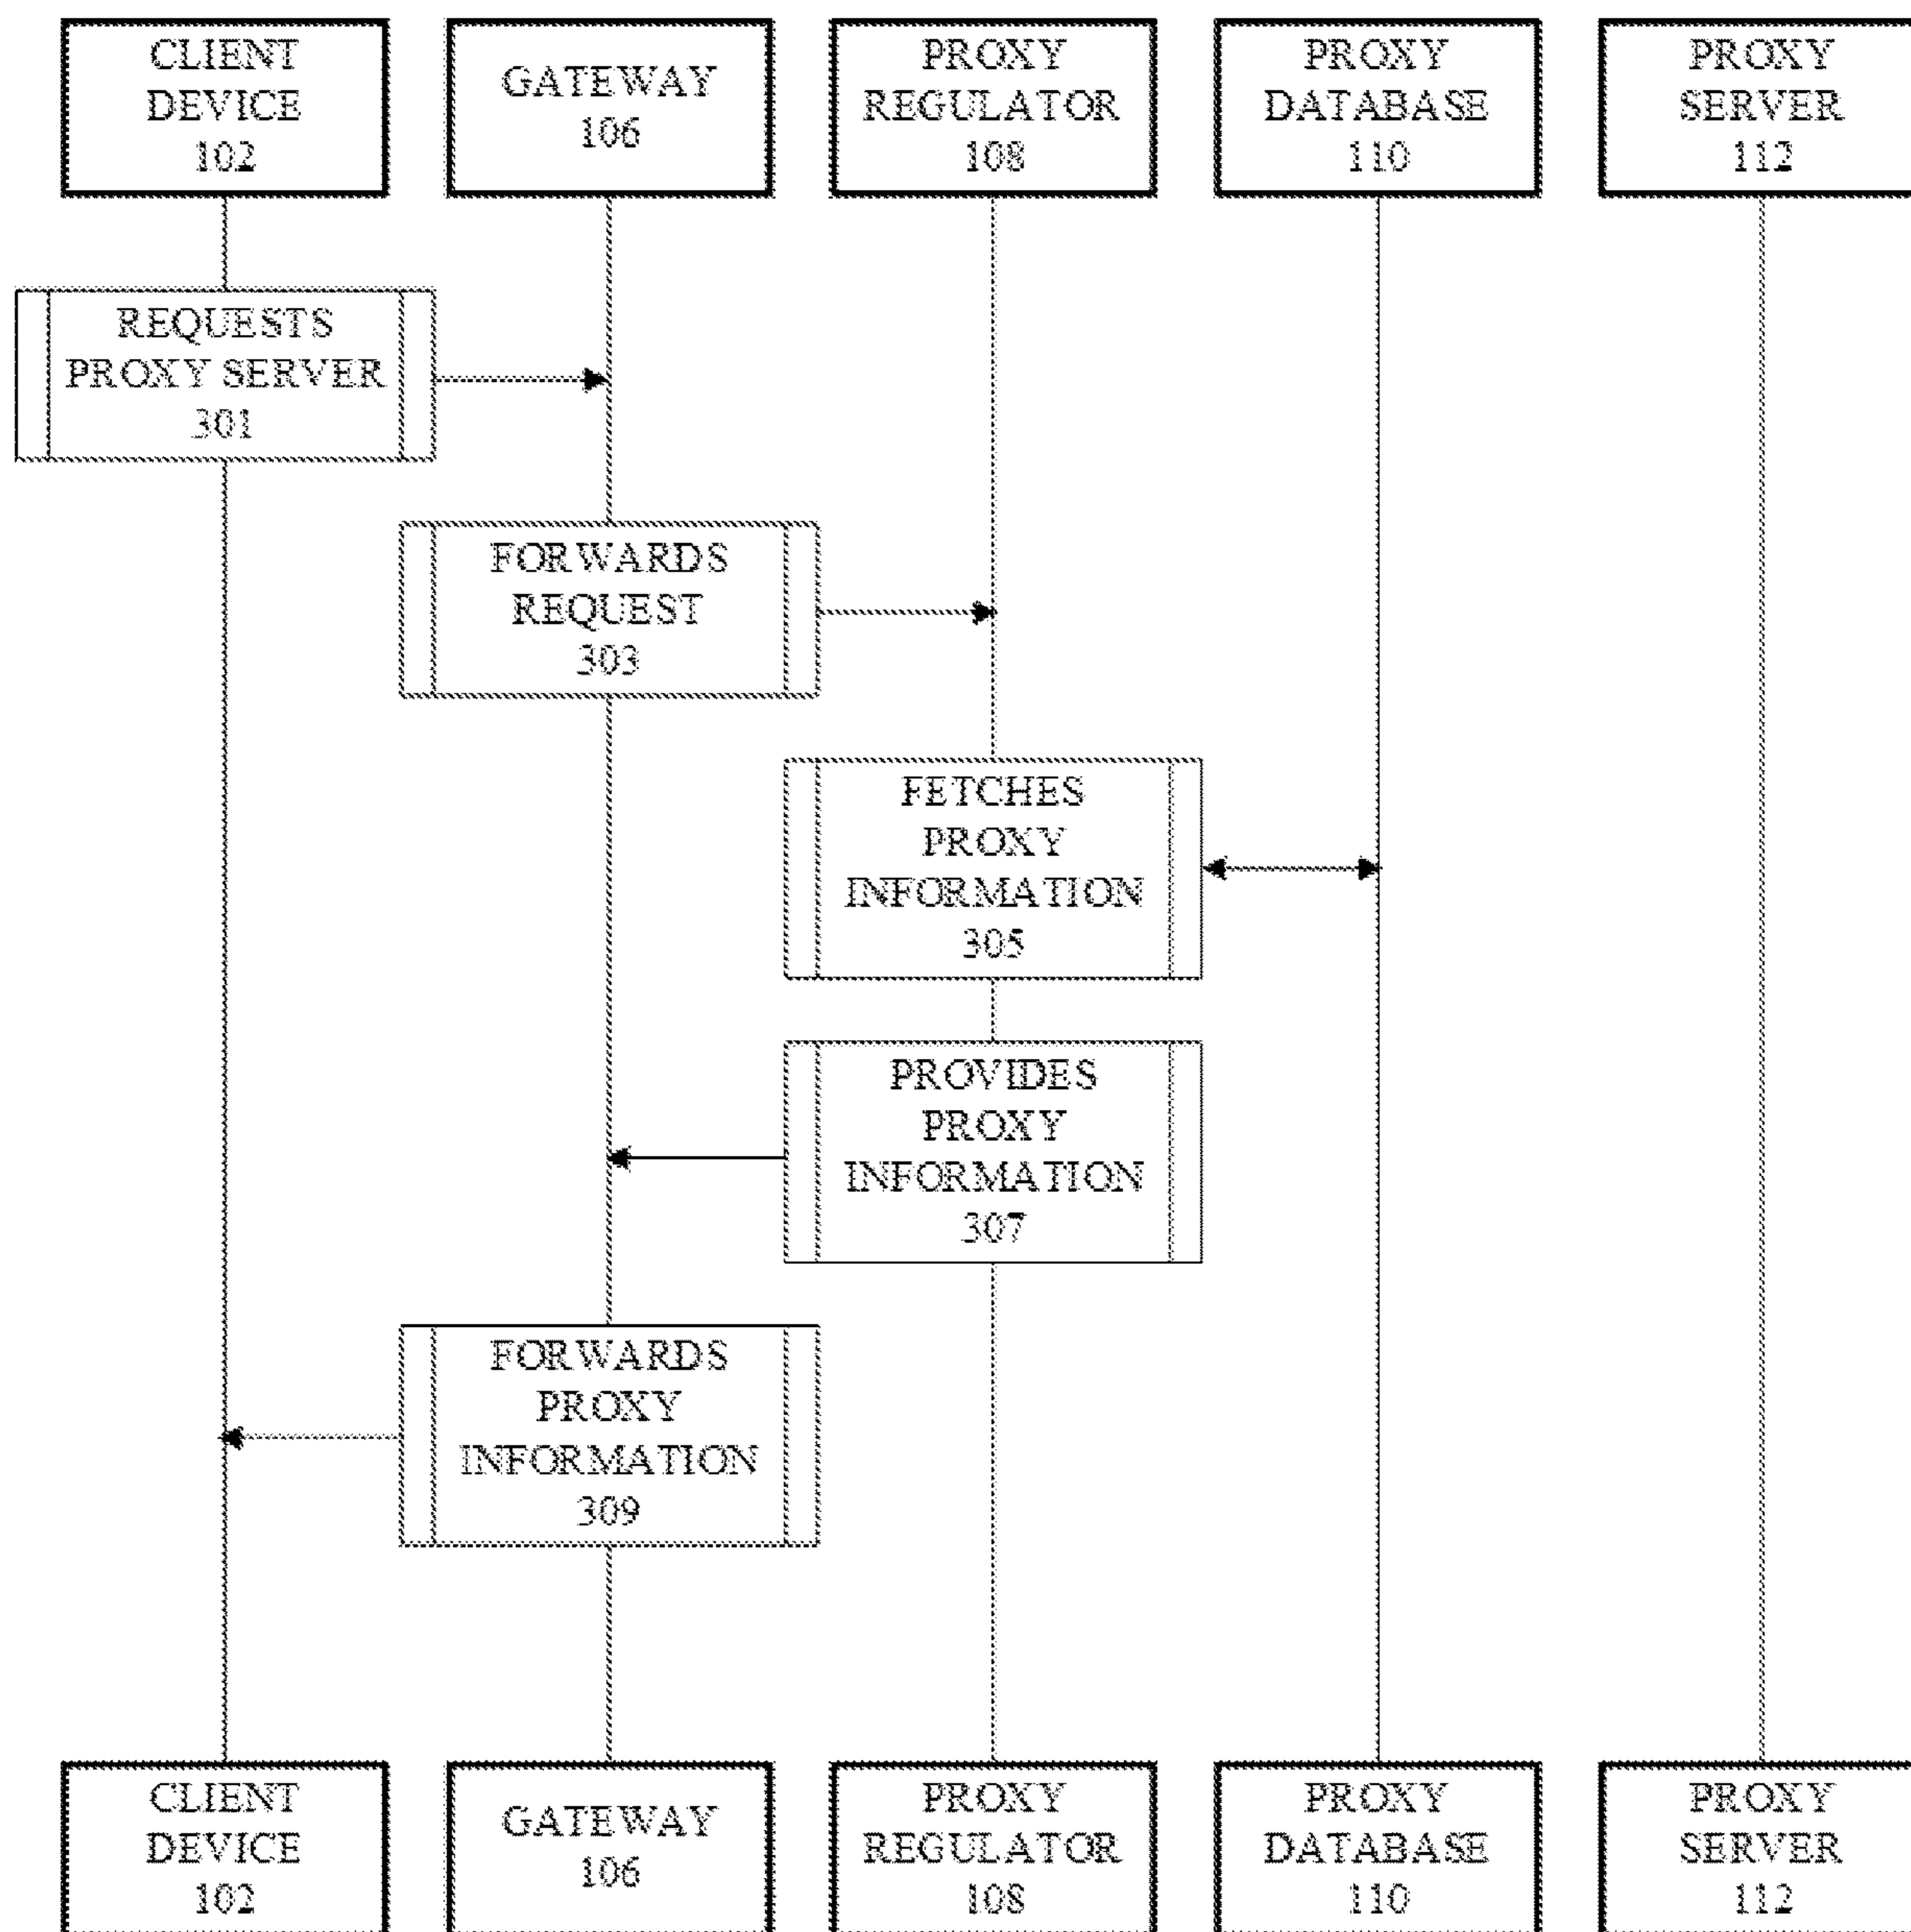 CLIENT
DEVICE
102
GATEWAY
106
PROXY
REGULATOR
108
PROXY
DATABASE
110
PROXY
SERVER
112
REQUESTS
PROXY SERVER
301
FORWARDS
REQUEST
303
FETCHES
PROXY
INFORMATION
305
PROVIDES
PROXY
INFORMATION
307
FORWARDS
PROXY
INFORMATION
309
CLIENT
DEVICE
102
GATEWAY
106
PROXY
REGULATOR
108
PROXY
DATABASE
110
PROXY
SERVER
112